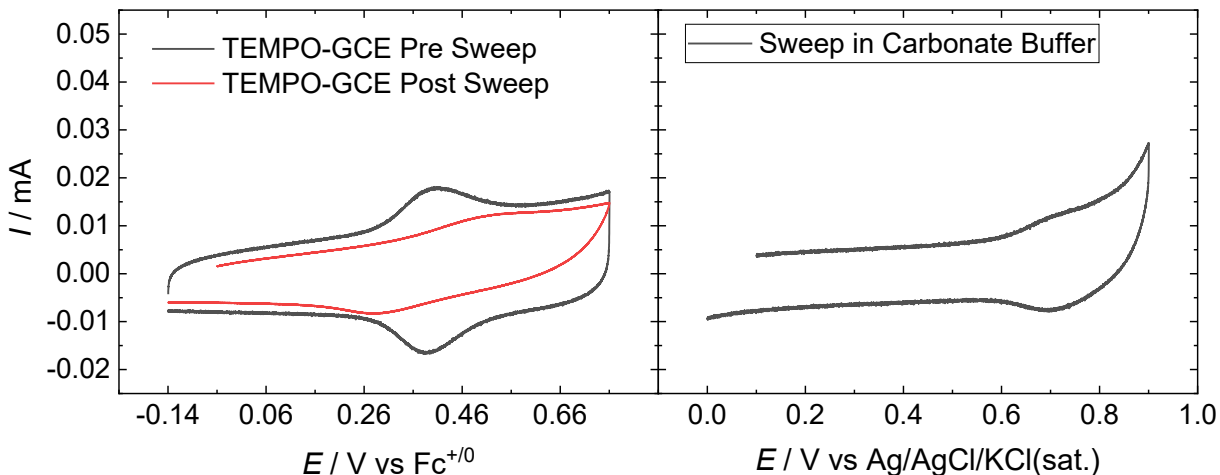 0.05
0.04
0.03
0.02
0.01
0.00
-0.01
-0.02
I / mA
TEMPO-GCE Pre Sweep
TEMPO-GCE Post Sweep
-0.14 0.06 0.26 0.46 0.66
E / V vs Fc⁺/⁰
Sweep in Carbonate Buffer
0.0 0.2 0.4 0.6 0.8 1.0
E / V vs Ag/AgCl/KCl(sat.)